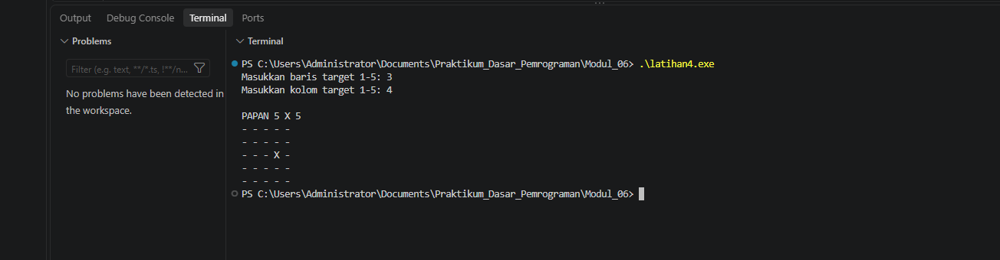 Output Debug Console Terminal Ports
Problems
Filter (e.g. text, **/*.ts, !**/n...
No problems have been detected in
the workspace.
Terminal
PS C:\Users\Administrator\Documents\Praktikum_Dasar_Pemrograman\Modul_06> .\latihan4.exe
Masukkan baris target 1-5: 3
Masukkan kolom target 1-5: 4
PAPAN 5 X 5
- - - - -
- - - - -
- - - X -
- - - - -
- - - - -
PS C:\Users\Administrator\Documents\Praktikum_Dasar_Pemrograman\Modul_06>